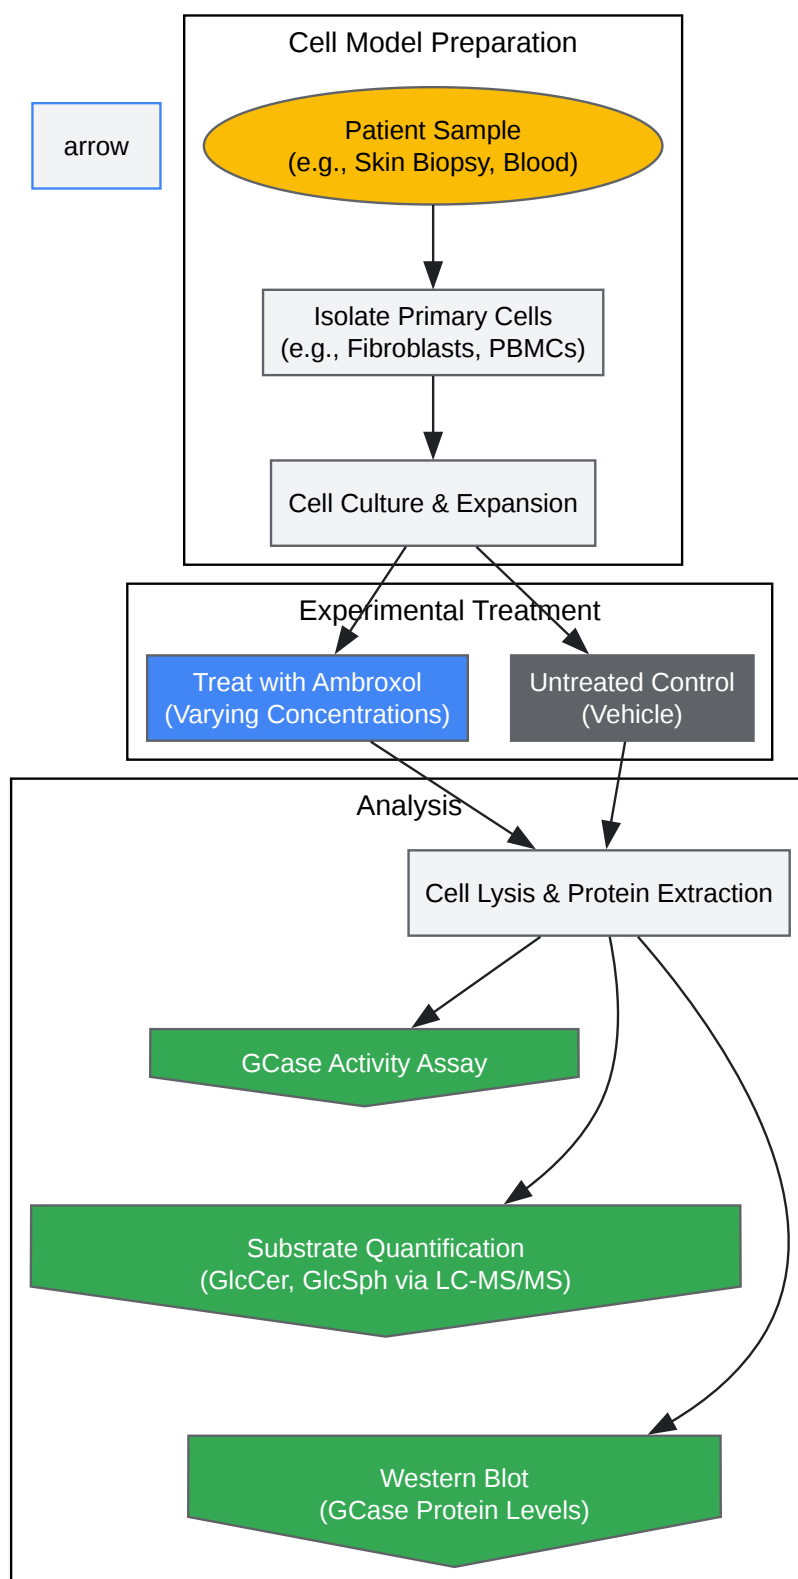 Cell Model Preparation
arrow
Patient Sample
(e.g., Skin Biopsy, Blood)
Isolate Primary Cells
(e.g., Fibroblasts, PBMCs)
Cell Culture & Expansion
Experimental Treatment
Treat with Ambroxol
(Varying Concentrations)
Untreated Control
(Vehicle)
Analysis
Cell Lysis & Protein Extraction
GCase Activity Assay
Substrate Quantification
(GlcCer, GlcSph via LC-MS/MS)
Western Blot
(GCase Protein Levels)